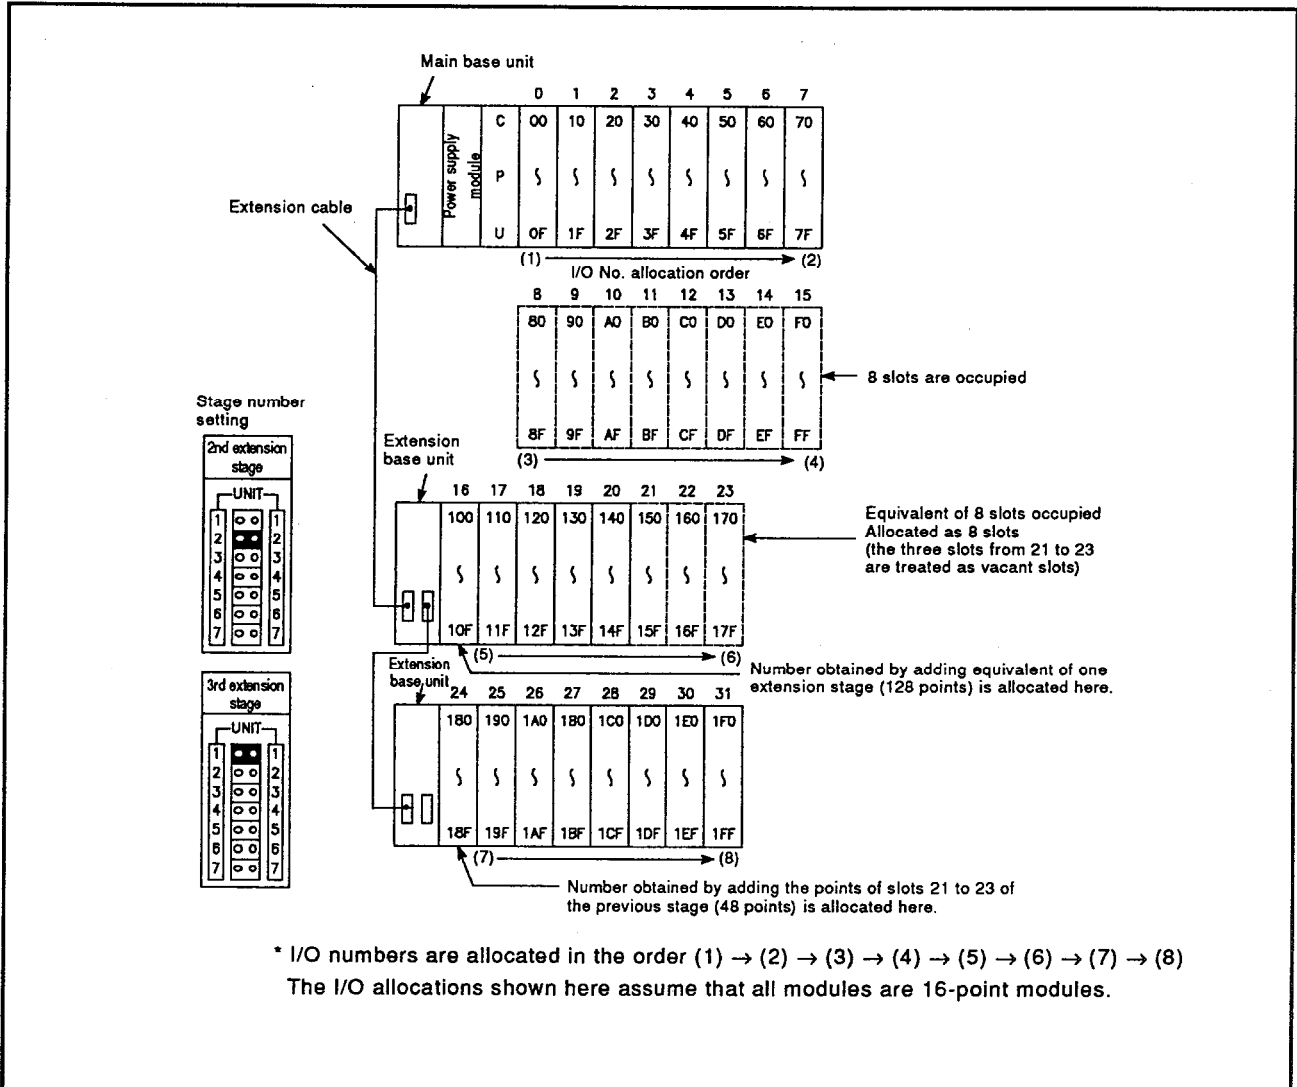 Main base unit
0 1 2 3 4 5 6 7
Power supply module
C 00 10 20 30 40 50 60 70
P
U 0F 1F 2F 3F 4F 5F 6F 7F
Extension cable
(1) (2)
I/O No. allocation order
8 9 10 11 12 13 14 15
80 90 A0 B0 C0 D0 E0 F0
8 slots are occupied
8F 9F AF BF CF DF EF FF
(3) (4)
Stage number
setting
2nd extension
stage
UNIT
1 1
2 2
3 3
4 4
5 5
6 6
7 7
Extension
base unit
16 17 18 19 20 21 22 23
100 110 120 130 140 150 160 170
10F 11F 12F 13F 14F 15F 16F 17F
Equivalent of 8 slots occupied
Allocated as 8 slots
(the three slots from 21 to 23
are treated as vacant slots)
(5) (6)
Number obtained by adding equivalent of one
extension stage (128 points) is allocated here.
3rd extension
stage
UNIT
1 1
2 2
3 3
4 4
5 5
6 6
7 7
Extension
base unit
24 25 26 27 28 29 30 31
180 190 1A0 1B0 1C0 1D0 1E0 1F0
18F 19F 1AF 1BF 1CF 1DF 1EF 1FF
(7) (8)
Number obtained by adding the points of slots 21 to 23 of
the previous stage (48 points) is allocated here.
* I/O numbers are allocated in the order (1) → (2) → (3) → (4) → (5) → (6) → (7) → (8)
The I/O allocations shown here assume that all modules are 16-point modules.